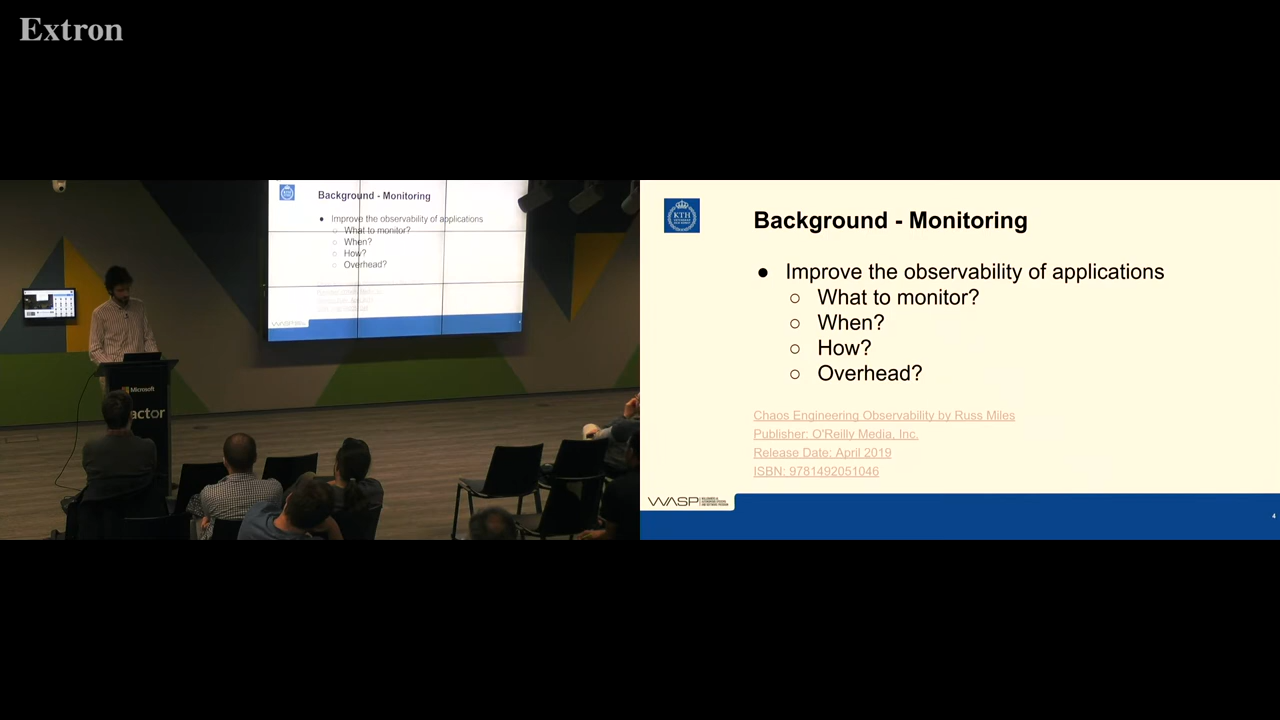 Extron
Background - Monitoring
● Improve the observability of applications
○ What to monitor?
○ When?
○ How?
○ Overhead?
Microsoft
actor
KTH
Background - Monitoring
● Improve the observability of applications
○ What to monitor?
○ When?
○ How?
○ Overhead?
Chaos Engineering Observability by Russ Miles
Publisher: O'Reilly Media, Inc.
Release Date: April 2019
ISBN: 9781492051046
WASP
4